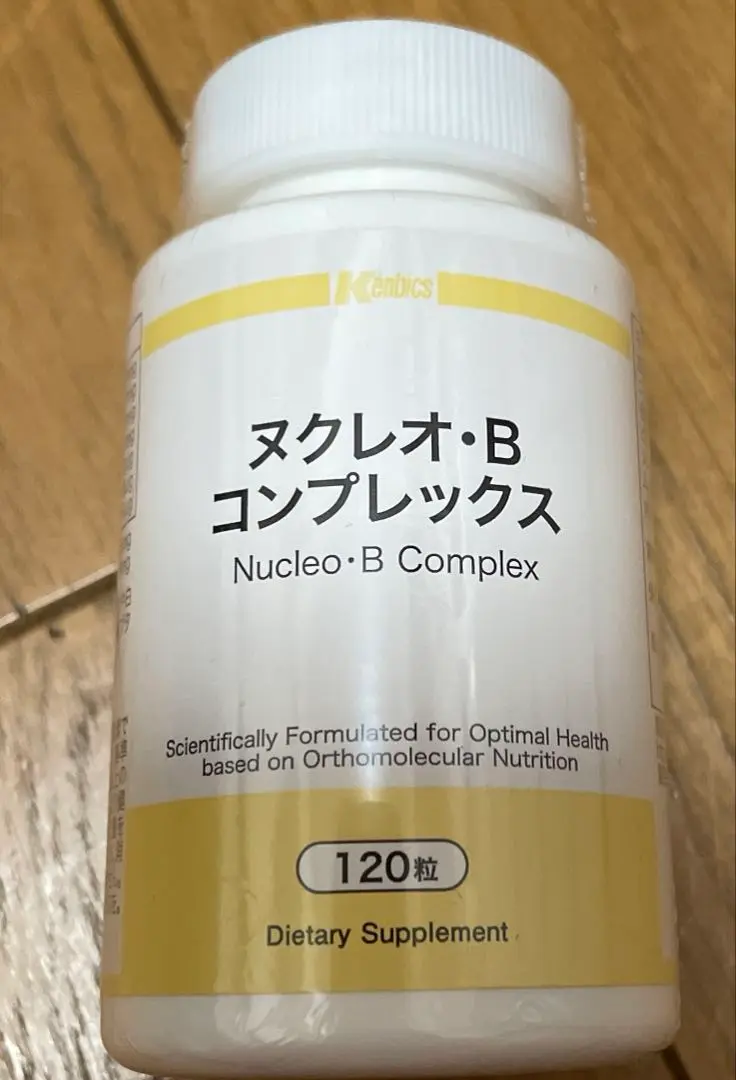 Kenbics
ヌクレオ・B
コンプレックス
Nucleo・B Complex
Scientifically Formulated for Optimal Health
based on Orthomolecular Nutrition
120粒
Dietary Supplement